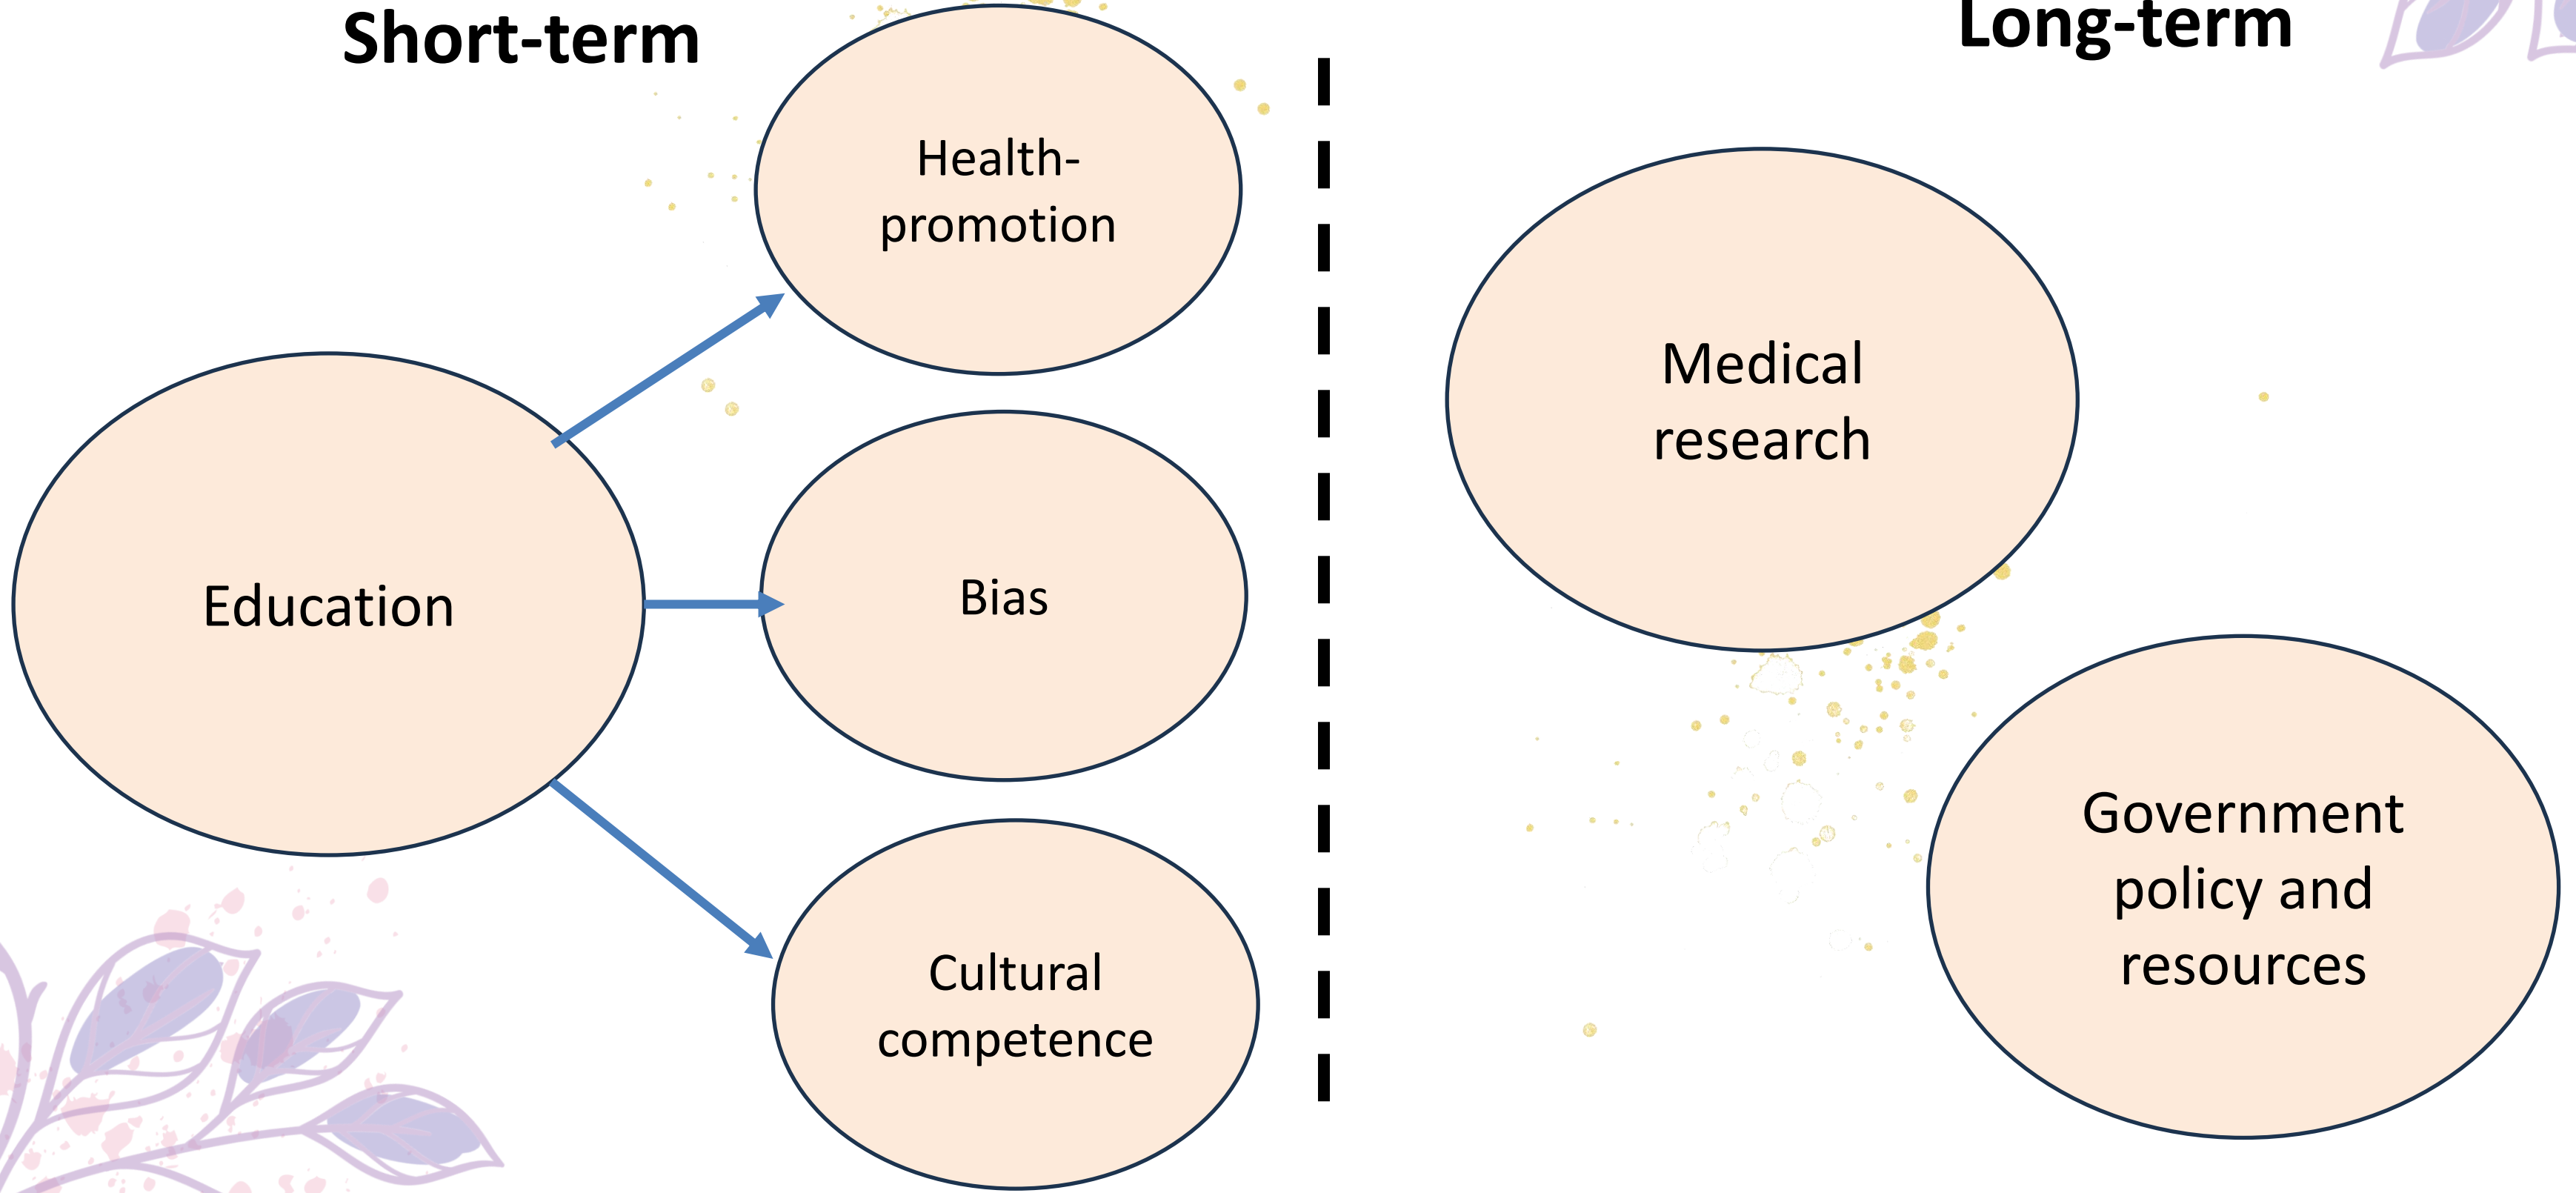 Short-term
Health-
promotion
Education
Bias
Cultural
competence
Long-term
Medical
research
Government
policy and
resources